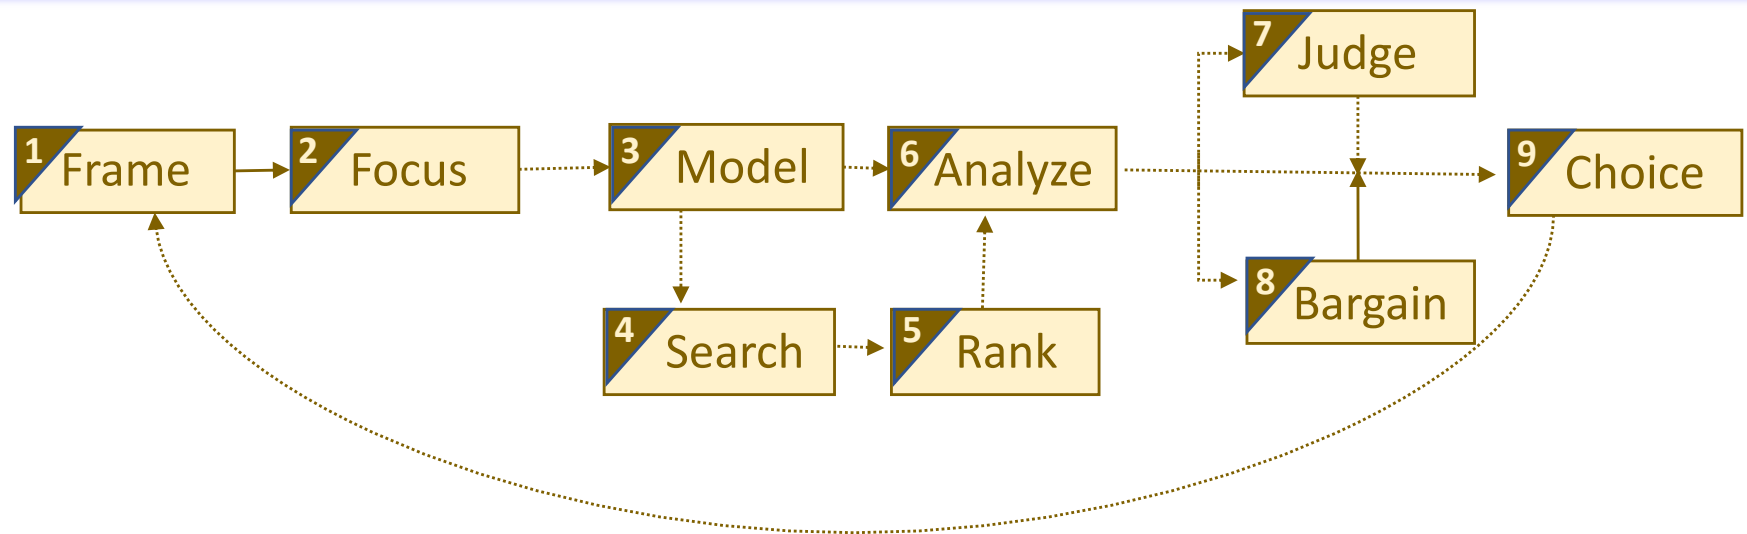 1
Frame
2
Focus
3
Model
4
Search
5
Rank
6
Analyze
7
Judge
8
Bargain
9
Choice